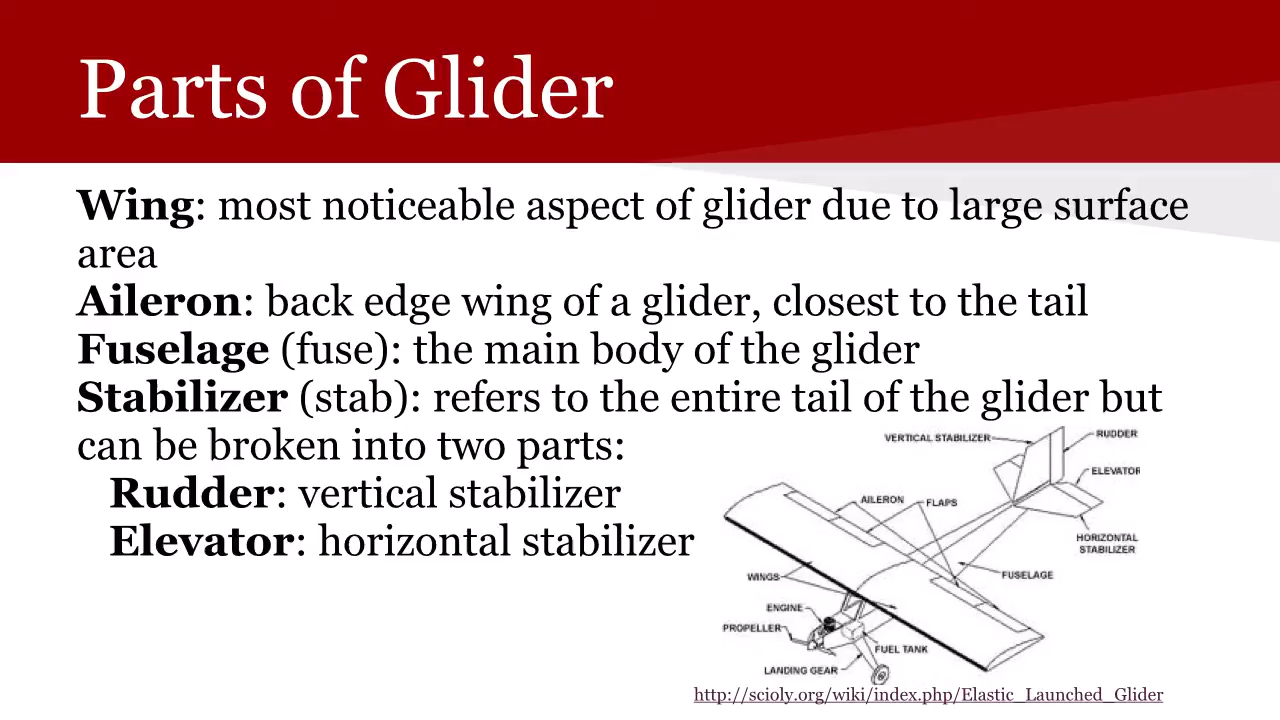 Parts of Glider
Wing: most noticeable aspect of glider due to large surface
area
Aileron: back edge wing of a glider, closest to the tail
Fuselage (fuse): the main body of the glider
Stabilizer (stab): refers to the entire tail of the glider but
can be broken into two parts:
Rudder: vertical stabilizer
Elevator: horizontal stabilizer
VERTICAL STABILIZER
RUDDER
ELEVATOR
AILERON
FLAPS
HORIZONTAL
STABILIZER
WINGS
FUSELAGE
ENGINE
PROPELLER
FUEL TANK
LANDING GEAR
http://scioly.org/wiki/index.php/Elastic_Launched_Glider